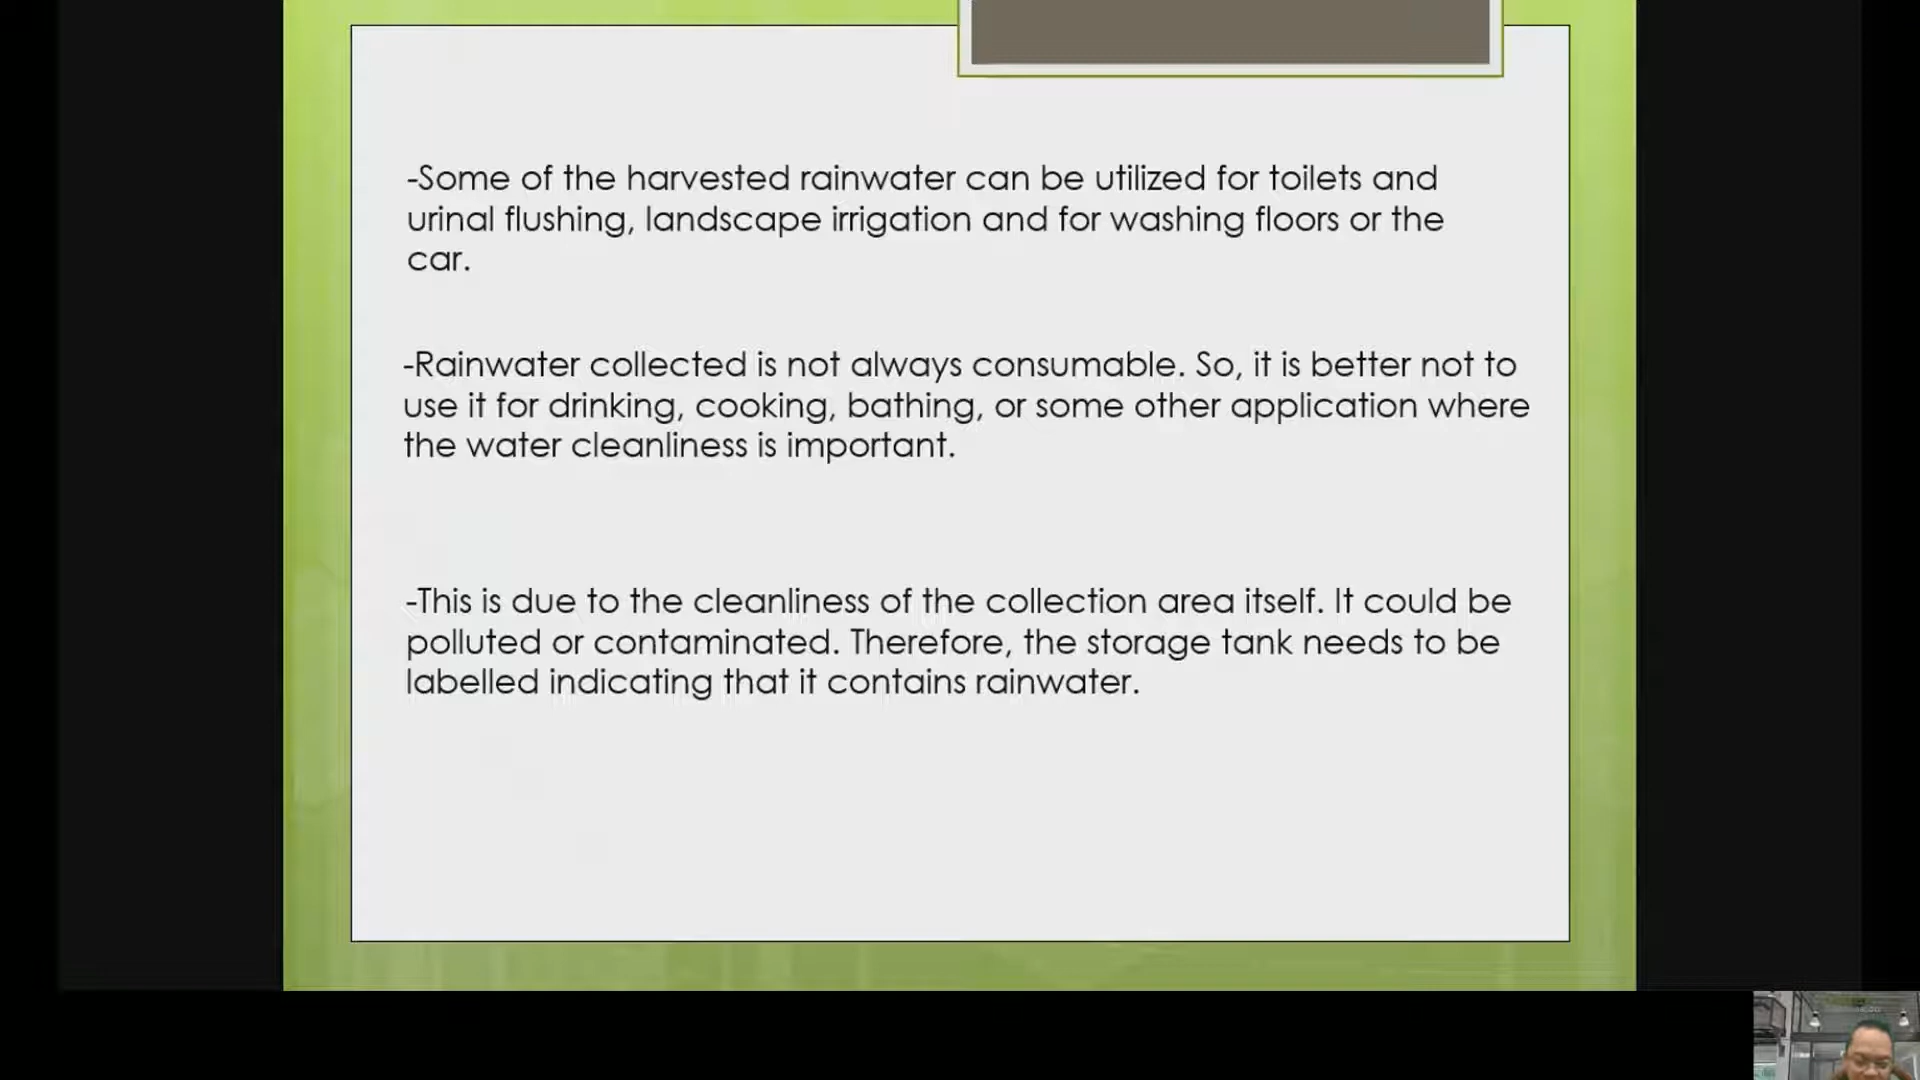 -Some of the harvested rainwater can be utilized for toilets and
urinal flushing, landscape irrigation and for washing floors or the
car.
-Rainwater collected is not always consumable. So, it is better not to
use it for drinking, cooking, bathing, or some other application where
the water cleanliness is important.
-This is due to the cleanliness of the collection area itself. It could be
polluted or contaminated. Therefore, the storage tank needs to be
labelled indicating that it contains rainwater.